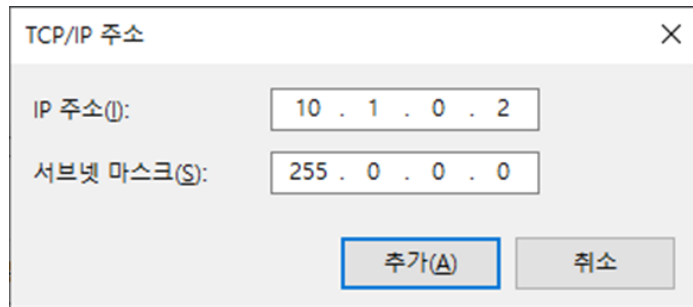 TCP/IP 주소
IP 주소(I): 10 . 1 . 0 . 2
서브넷 마스크(S): 255 . 0 . 0 . 0
추가(A) 취소